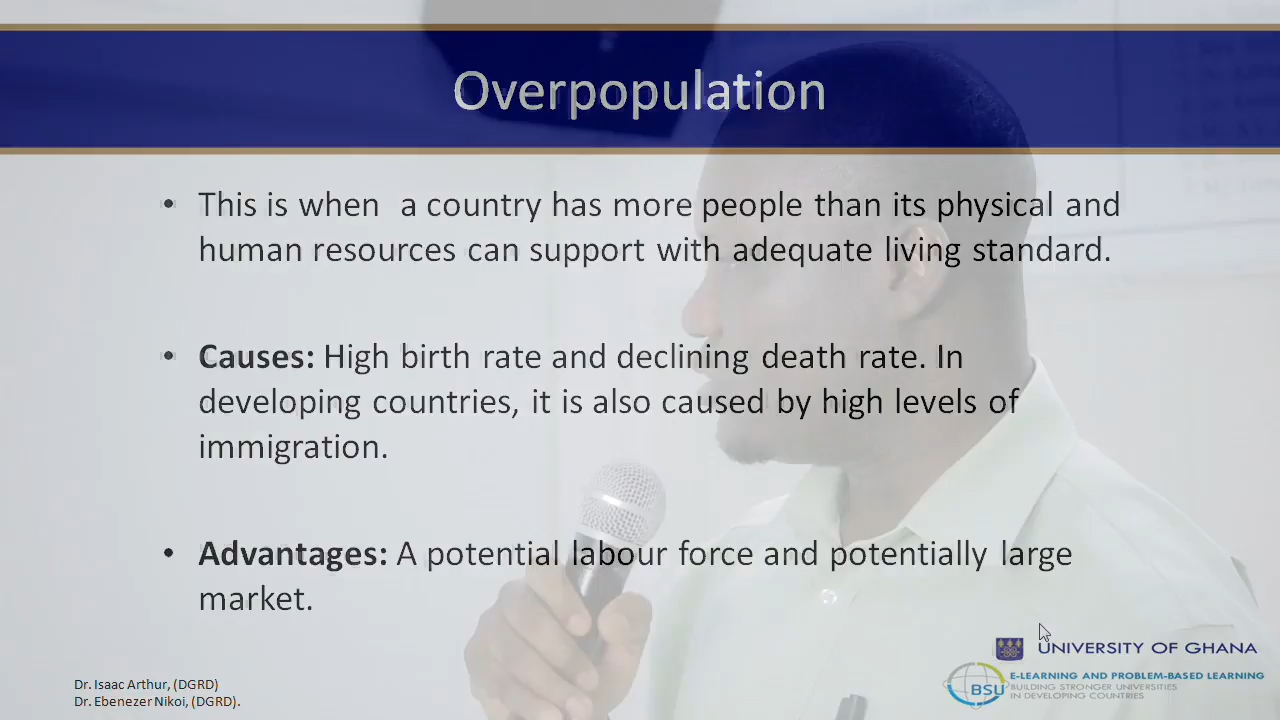 Overpopulation
• This is when a country has more people than its physical and
human resources can support with adequate living standard.
• Causes: High birth rate and declining death rate. In
developing countries, it is also caused by high levels of
immigration.
• Advantages: A potential labour force and potentially large
market.
UNIVERSITY OF GHANA
BSU
E-LEARNING AND PROBLEM-BASED LEARNING
BUILDING STRONGER UNIVERSITIES
IN DEVELOPING COUNTRIES
Dr. Isaac Arthur, (DGRD)
Dr. Ebenezer Nikoi, (DGRD).